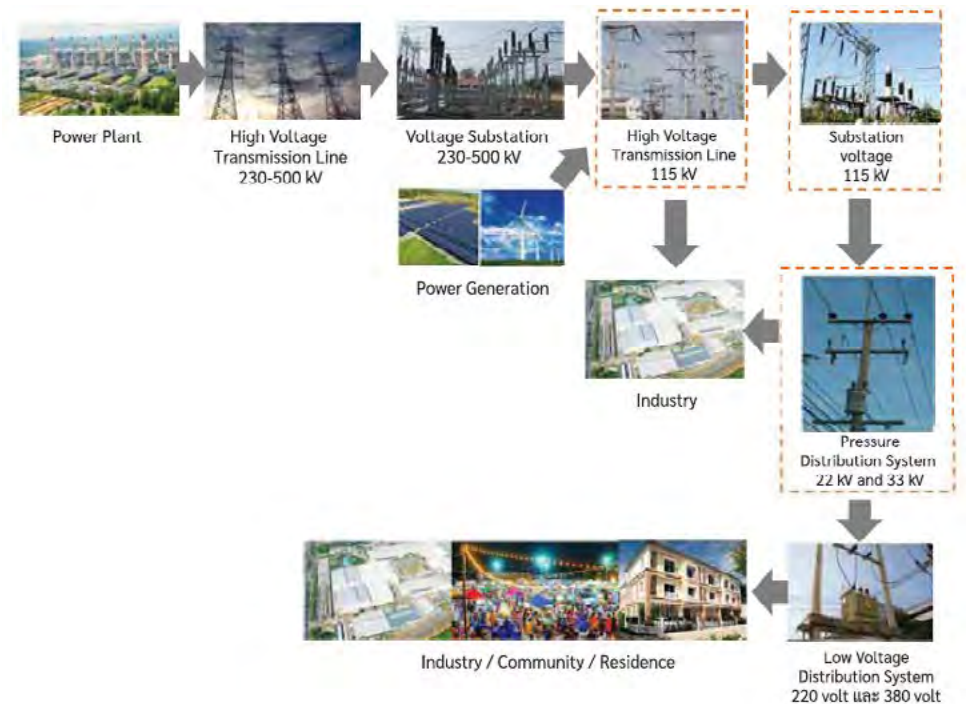 Power Plant
High Voltage
Transmission Line
230-500 kV
Voltage Substation
230-500 kV
High Voltage
Transmission Line
115 kV
Substation
voltage
115 kV
Power Generation
Industry
Pressure
Distribution System
22 kV and 33 kV
Industry / Community / Residence
Low Voltage
Distribution System
220 volt และ 380 volt